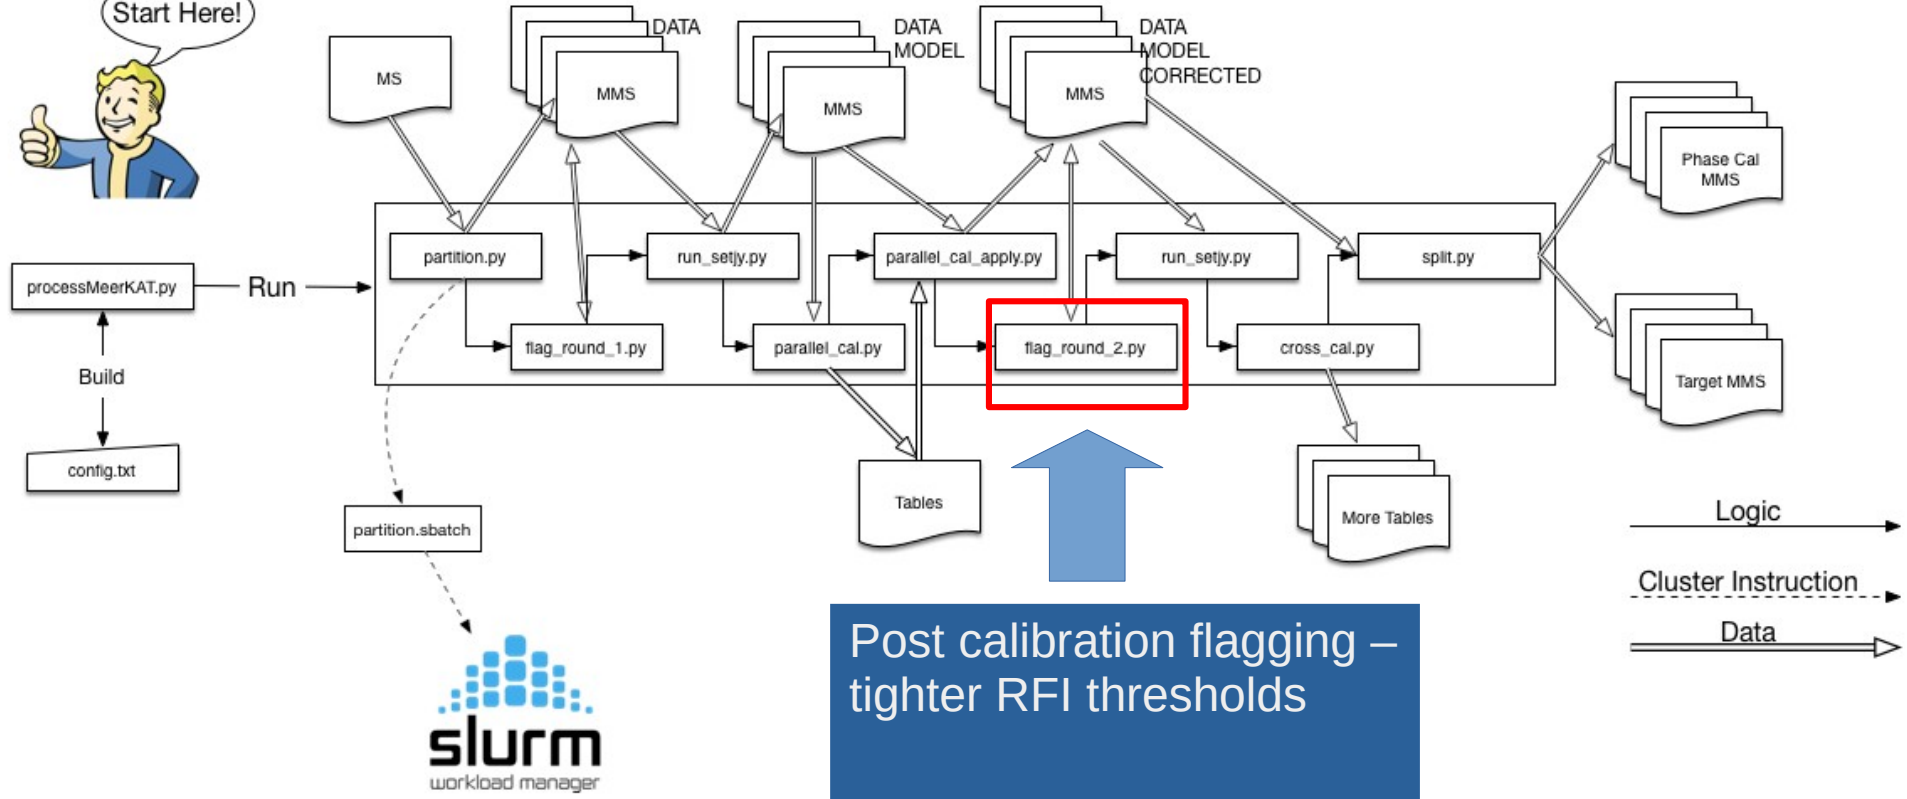 Start Here!
MS
MMS
DATA
MMS
DATA
MODEL
MMS
DATA
MODEL
CORRECTED
Phase Cal
MMS
partition.py
run_setjy.py
parallel_cal_apply.py
run_setjy.py
split.py
processMeerKAT.py
Run
flag_round_1.py
parallel_cal.py
flag_round_2.py
cross_cal.py
Target MMS
Build
config.txt
partition.sbatch
Tables
More Tables
Logic
Cluster Instruction
Data
slurm
workload manager
Post calibration flagging –
tighter RFI thresholds